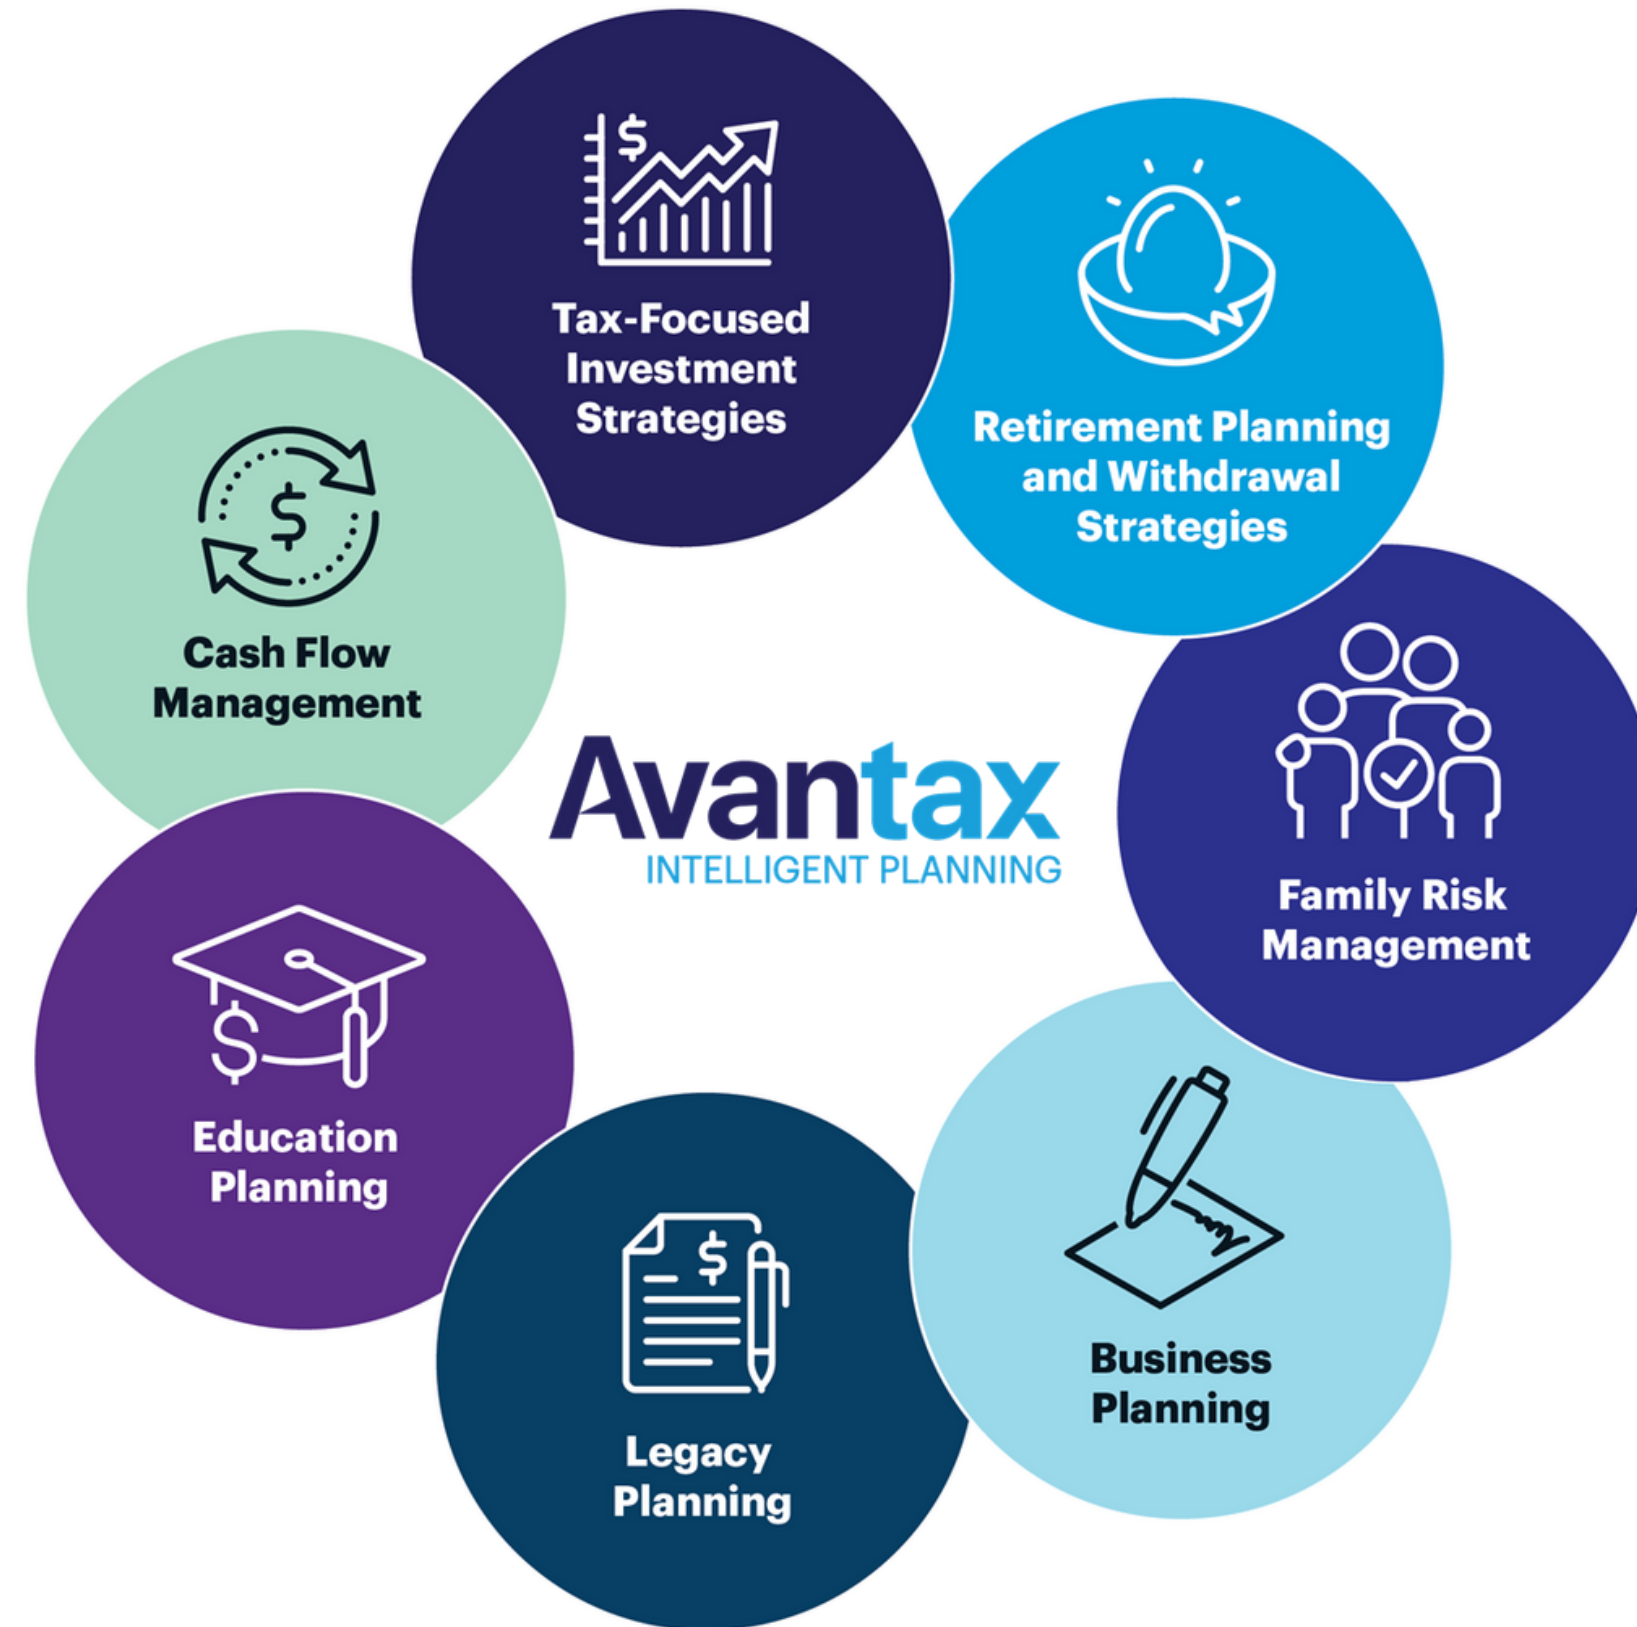 Tax-Focused
Investment
Strategies
Retirement Planning
and Withdrawal
Strategies
Family Risk
Management
Business
Planning
Legacy
Planning
Education
Planning
Cash Flow
Management
Avantax
INTELLIGENT PLANNING